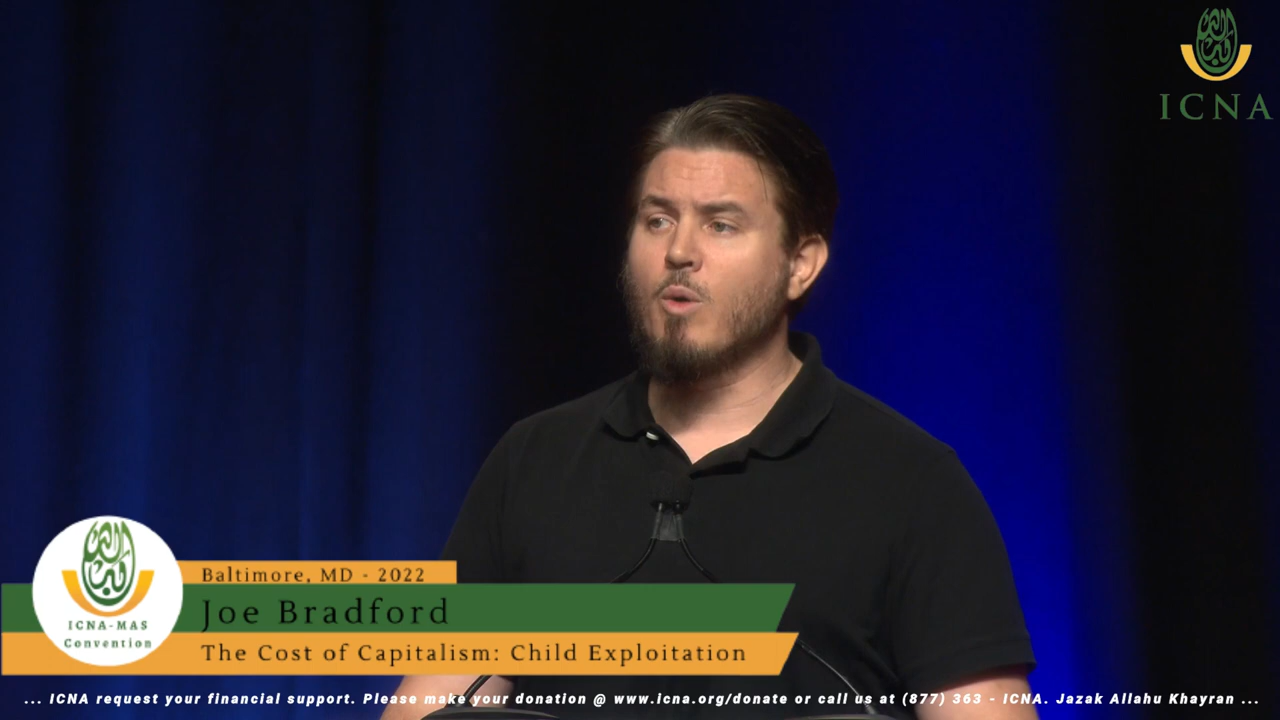 ICNA
Baltimore, MD - 2022
Joe Bradford
ICNA-MAS
Convention
The Cost of Capitalism: Child Exploitation
... ICNA request your financial support. Please make your donation @ www.icna.org/donate or call us at (877) 363 - ICNA. Jazak Allahu Khayran ...